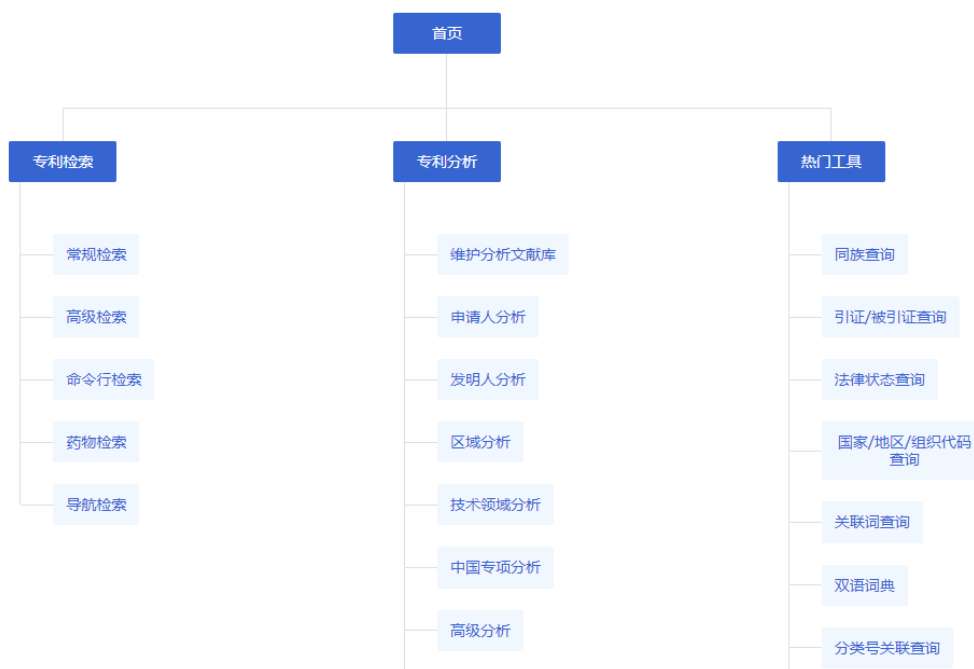 首页
专利检索
常规检索
高级检索
命令行检索
药物检索
导航检索
专利分析
维护分析文献库
申请人分析
发明人分析
区域分析
技术领域分析
中国专项分析
高级分析
热门工具
同族查询
引证/被引证查询
法律状态查询
国家/地区/组织代码
查询
关联词查询
双语词典
分类号关联查询